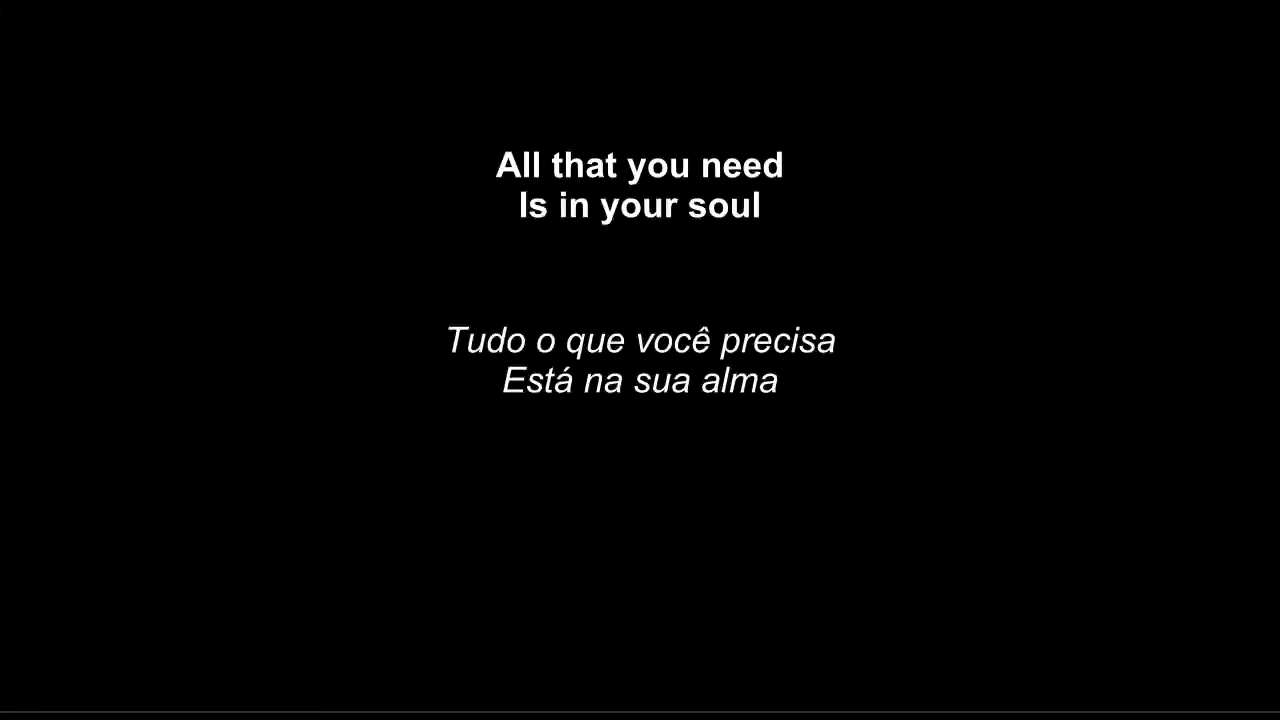 All that you need
Is in your soul
Tudo o que você precisa
Está na sua alma